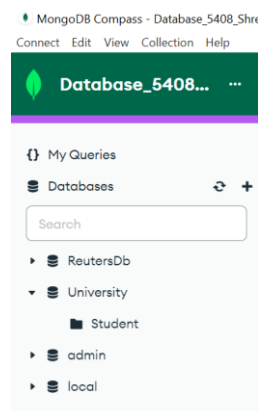 MongoDB Compass - Database_5408_Shre
Connect Edit View Collection Help
Database_5408... ...
{} My Queries
Databases
Search
ReutersDb
University
Student
admin
local